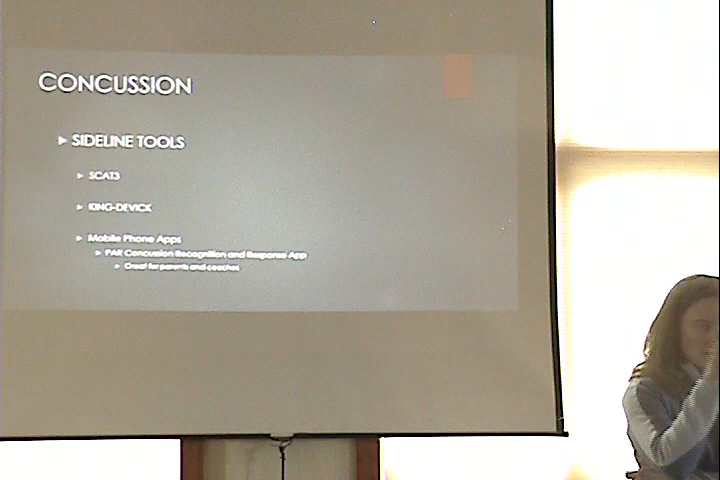 CONCUSSION
SIDELINE TOOLS
SCAT3
KING-DEVICK
Mobile Phone Apps
PAR Concussion Recognition and Response App
Great for parents and coaches